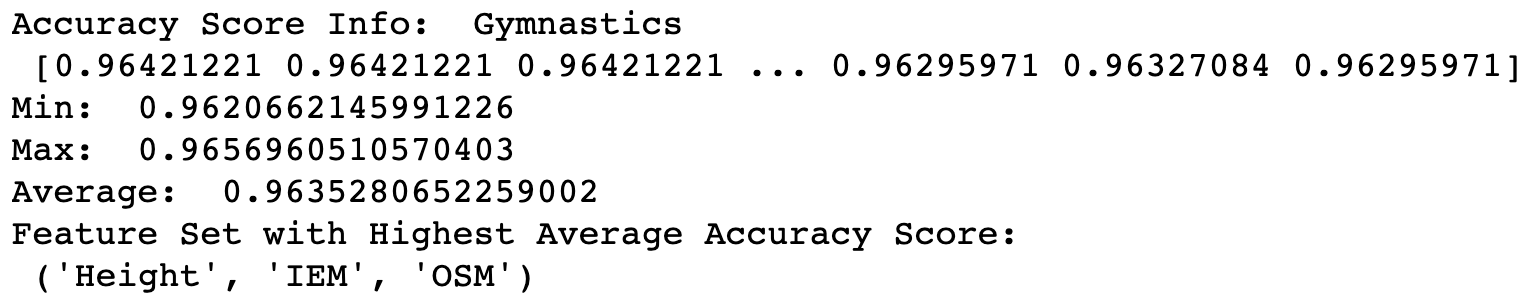 Accuracy Score Info:  Gymnastics
 [0.96421221 0.96421221 0.96421221 ... 0.96295971 0.96327084 0.96295971]
Min:  0.9620662145991226
Max:  0.9656960510570403
Average:  0.9635280652259002
Feature Set with Highest Average Accuracy Score:
 ('Height', 'IEM', 'OSM')